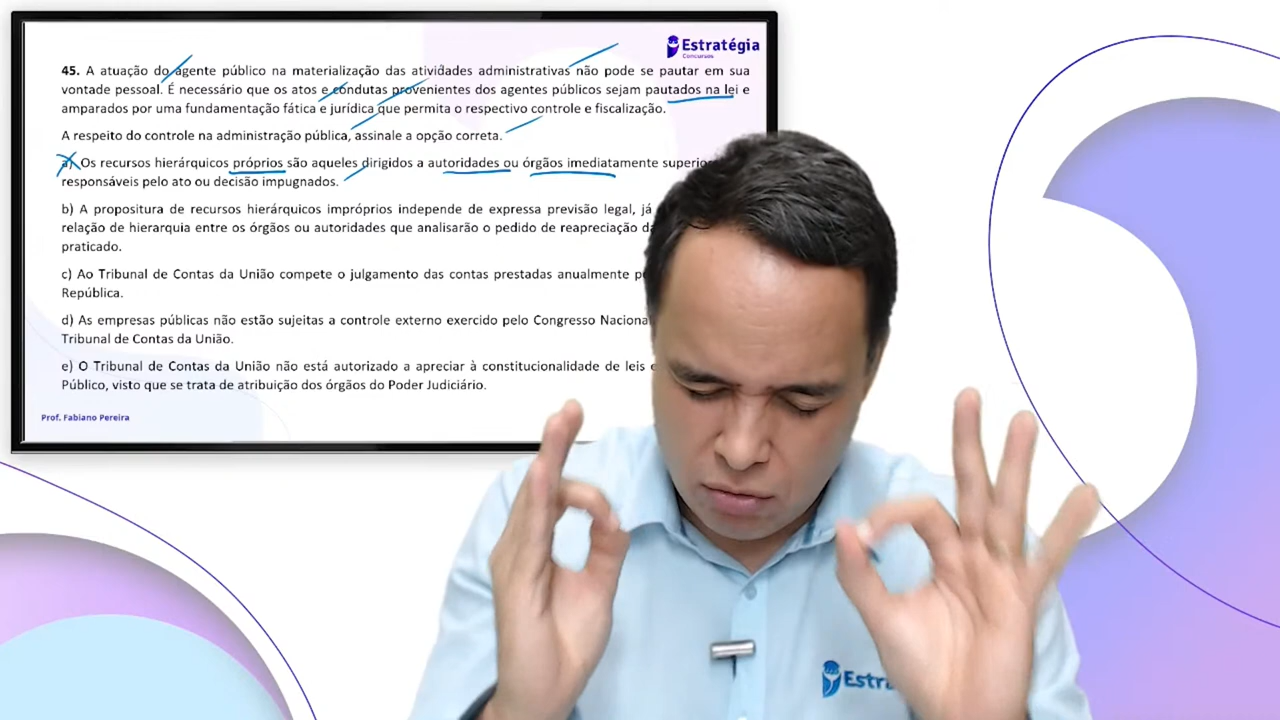 Estratégia
Concursos
45. A atuação do agente público na materialização das atividades administrativas não pode se pautar em sua
vontade pessoal. É necessário que os atos e condutas provenientes dos agentes públicos sejam pautados na lei e
amparados por uma fundamentação fática e jurídica que permita o respectivo controle e fiscalização.
A respeito do controle na administração pública, assinale a opção correta.
a) Os recursos hierárquicos próprios são aqueles dirigidos a autoridades ou órgãos imediatamente
responsáveis pelo ato ou decisão impugnados.
b) A propositura de recursos hierárquicos impróprios independe de expressa previsão legal, já
relação de hierarquia entre os órgãos ou autoridades que analisarão o pedido de reapreciação
praticado.
c) Ao Tribunal de Contas da União compete o julgamento das contas prestadas anualmente
República.
d) As empresas públicas não estão sujeitas a controle externo exercido pelo Congresso
Tribunal de Contas da União.
e) O Tribunal de Contas da União não está autorizado a apreciar à constitucionalidade de leis e
Público, visto que se trata de atribuição dos órgãos do Poder Judiciário.
Prof. Fabiano Pereira